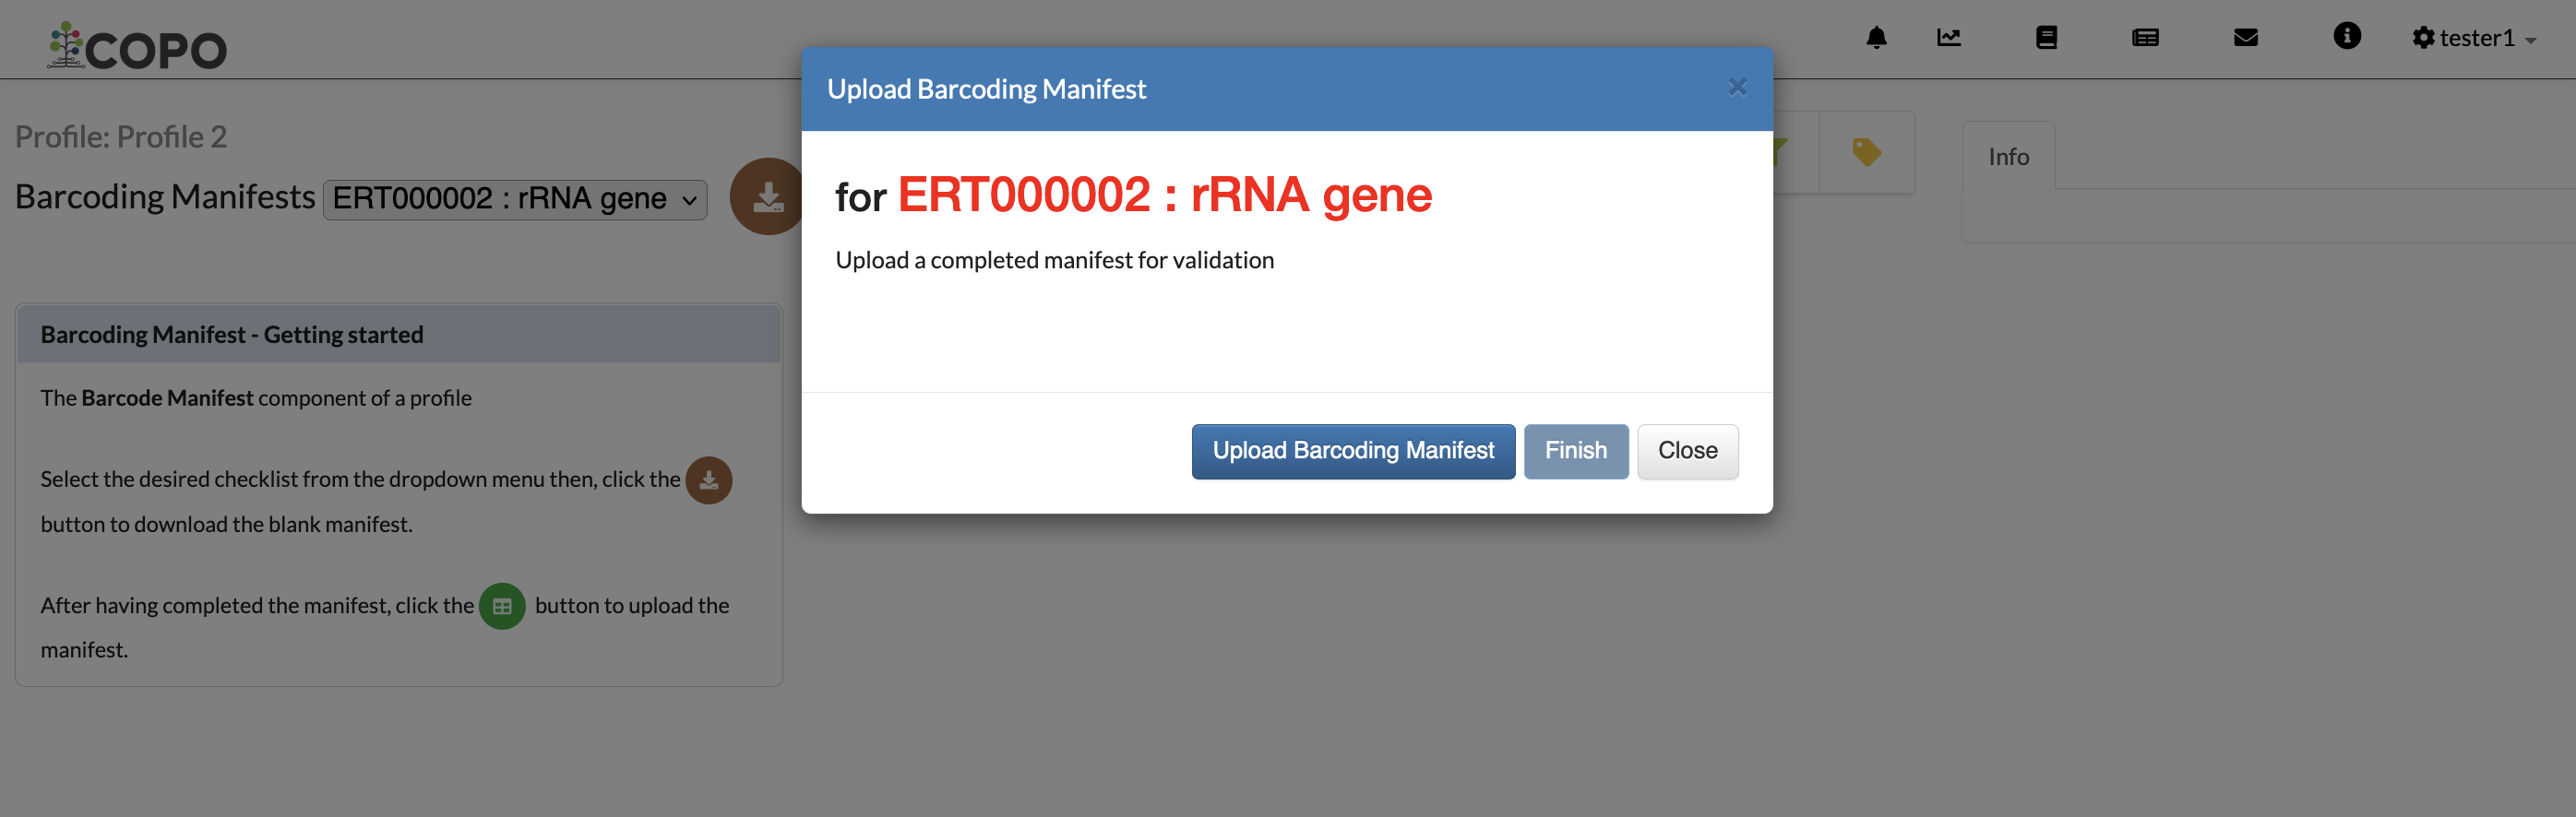 COPO
tester1
Profile: Profile 2
Barcoding Manifests ERT000002 : rRNA gene
Info
Upload Barcoding Manifest
×
for ERT000002 : rRNA gene
Upload a completed manifest for validation
Upload Barcoding Manifest Finish Close
Barcoding Manifest - Getting started
The Barcode Manifest component of a profile
Select the desired checklist from the dropdown menu then, click the
button to download the blank manifest.
After having completed the manifest, click the button to upload the
manifest.